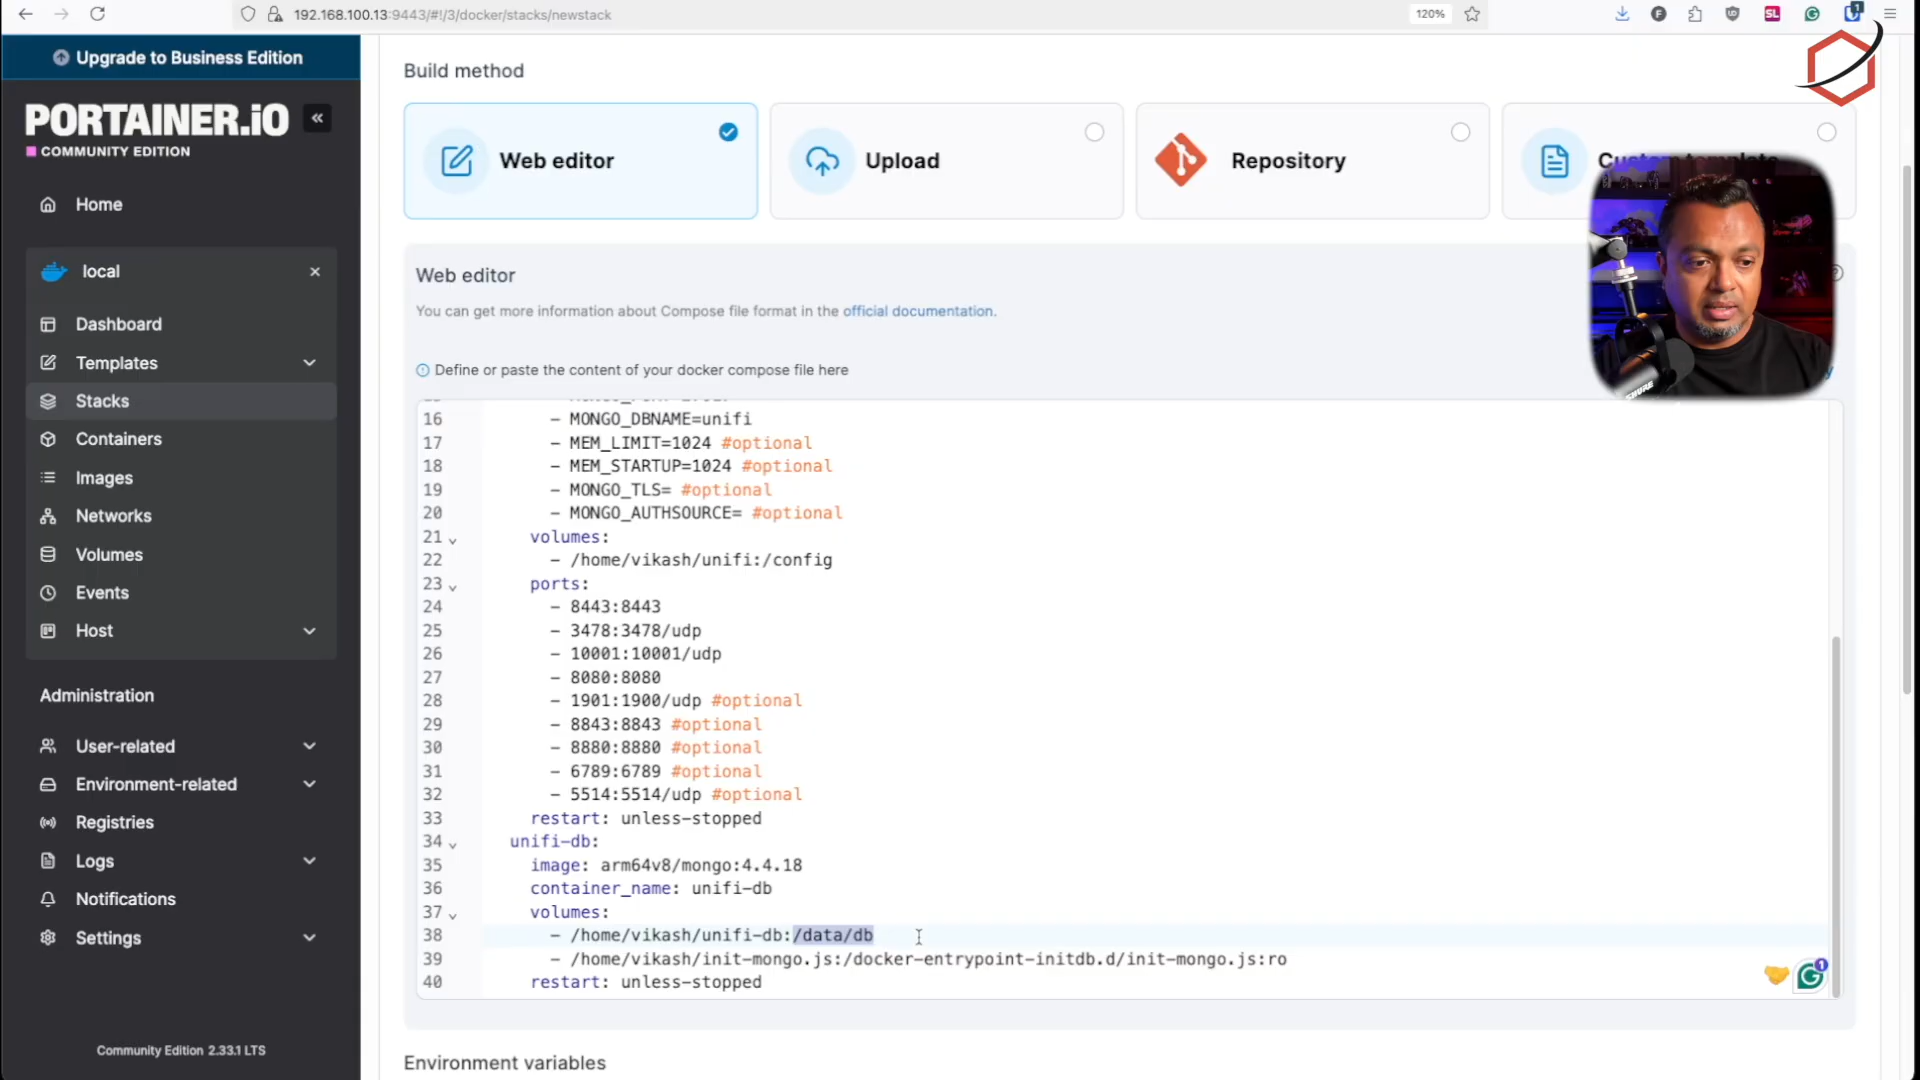 192.168.100.13:9443/#!/3/docker/stacks/newstack
120%
SL
1
Upgrade to Business Edition
PORTAINER.iO
COMMUNITY EDITION
Home
local
Dashboard
Templates
Stacks
Containers
Images
Networks
Volumes
Events
Host
Administration
User-related
Environment-related
Registries
Logs
Notifications
Settings
Community Edition 2.33.1 LTS
Build method
Web editor
Upload
Repository
Web editor
You can get more information about Compose file format in the official documentation.
Define or paste the content of your docker compose file here
16 - MONGO_DBNAME=unifi
17 - MEM_LIMIT=1024 #optional
18 - MEM_STARTUP=1024 #optional
19 - MONGO_TLS= #optional
20 - MONGO_AUTHSOURCE= #optional
21 volumes:
22 - /home/vikash/unifi:/config
23 ports:
24 - 8443:8443
25 - 3478:3478/udp
26 - 10001:10001/udp
27 - 8080:8080
28 - 1901:1900/udp #optional
29 - 8843:8843 #optional
30 - 8880:8880 #optional
31 - 6789:6789 #optional
32 - 5514:5514/udp #optional
33 restart: unless-stopped
34 unifi-db:
35 image: arm64v8/mongo:4.4.18
36 container_name: unifi-db
37 volumes:
38 - /home/vikash/unifi-db:/data/db
39 - /home/vikash/init-mongo.js:/docker-entrypoint-initdb.d/init-mongo.js:ro
40 restart: unless-stopped
1
SHURE
Environment variables